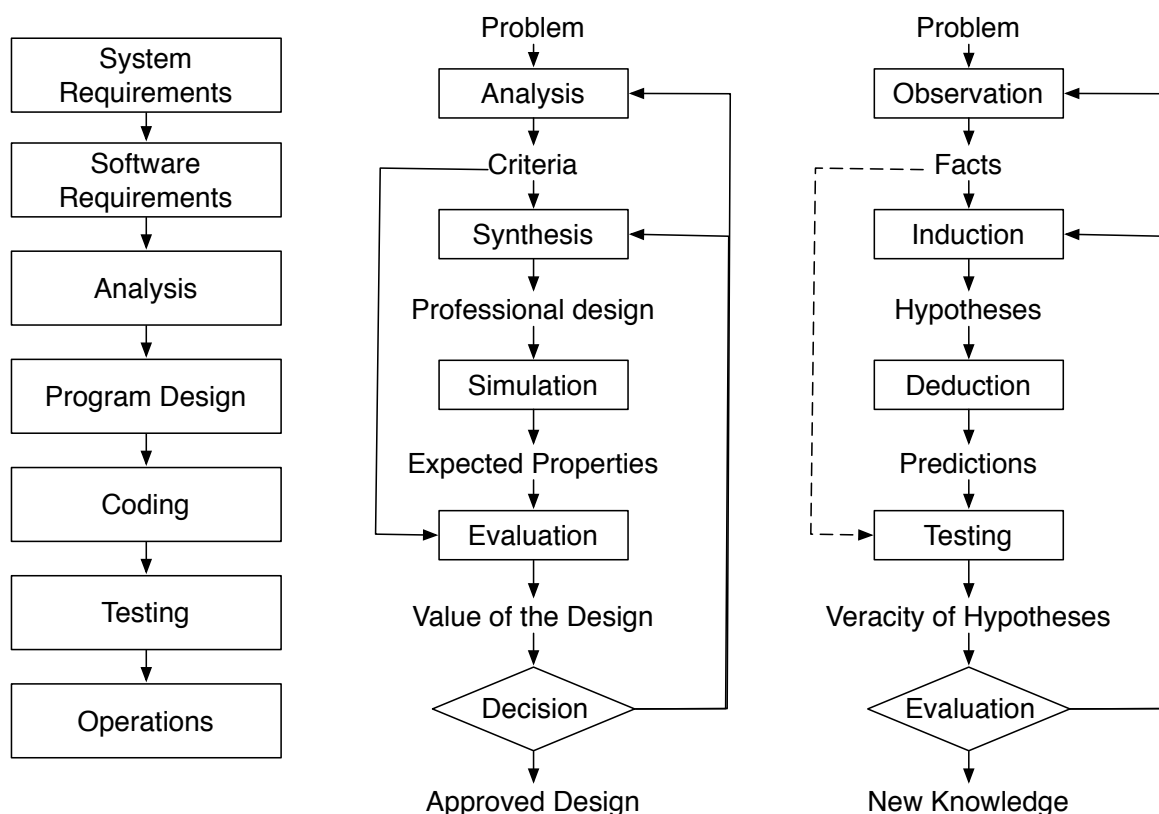 System
Requirements
Software
Requirements
Analysis
Program Design
Coding
Testing
Operations
Problem
Analysis
Criteria
Synthesis
Professional design
Simulation
Expected Properties
Evaluation
Value of the Design
Decision
Approved Design
Problem
Observation
Facts
Induction
Hypotheses
Deduction
Predictions
Testing
Veracity of Hypotheses
Evaluation
New Knowledge